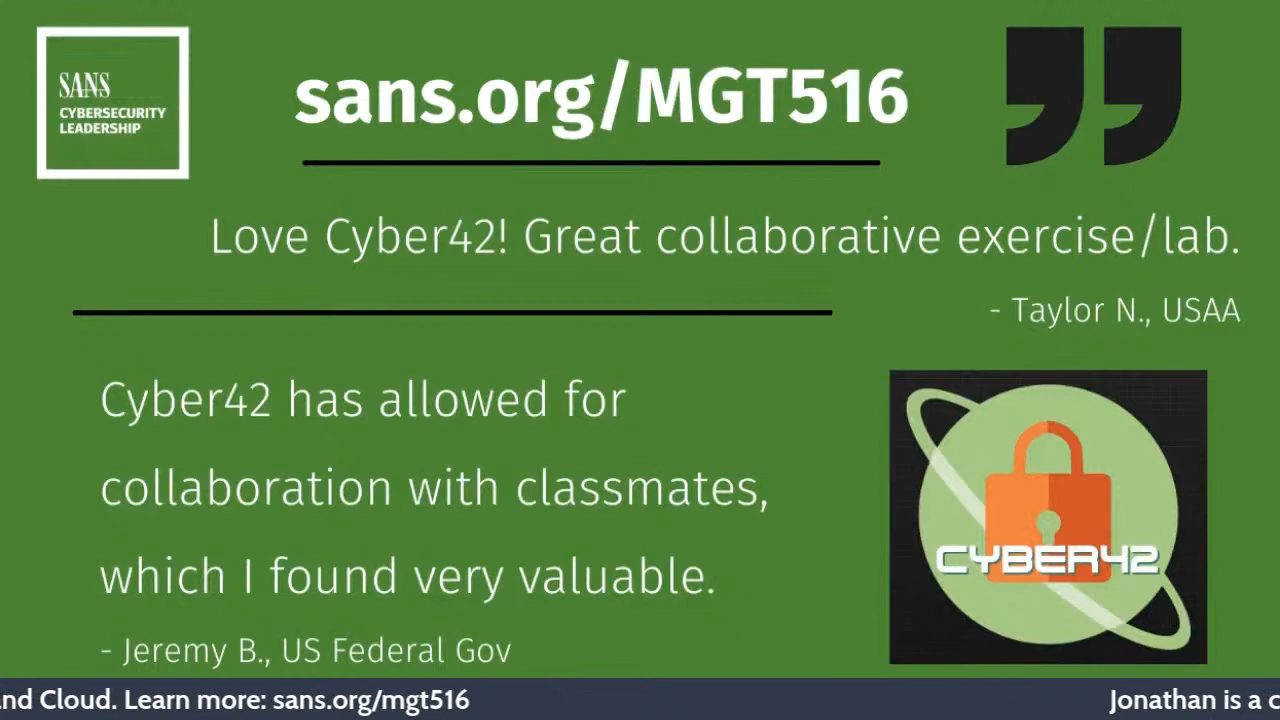 SANS
CYBERSECURITY
LEADERSHIP
sans.org/MGT516
Love Cyber42! Great collaborative exercise/lab.
- Taylor N., USAA
Cyber42 has allowed for
collaboration with classmates,
which I found very valuable.
- Jeremy B., US Federal Gov
CYBER42
nd Cloud. Learn more: sans.org/mgt516
Jonathan is a c